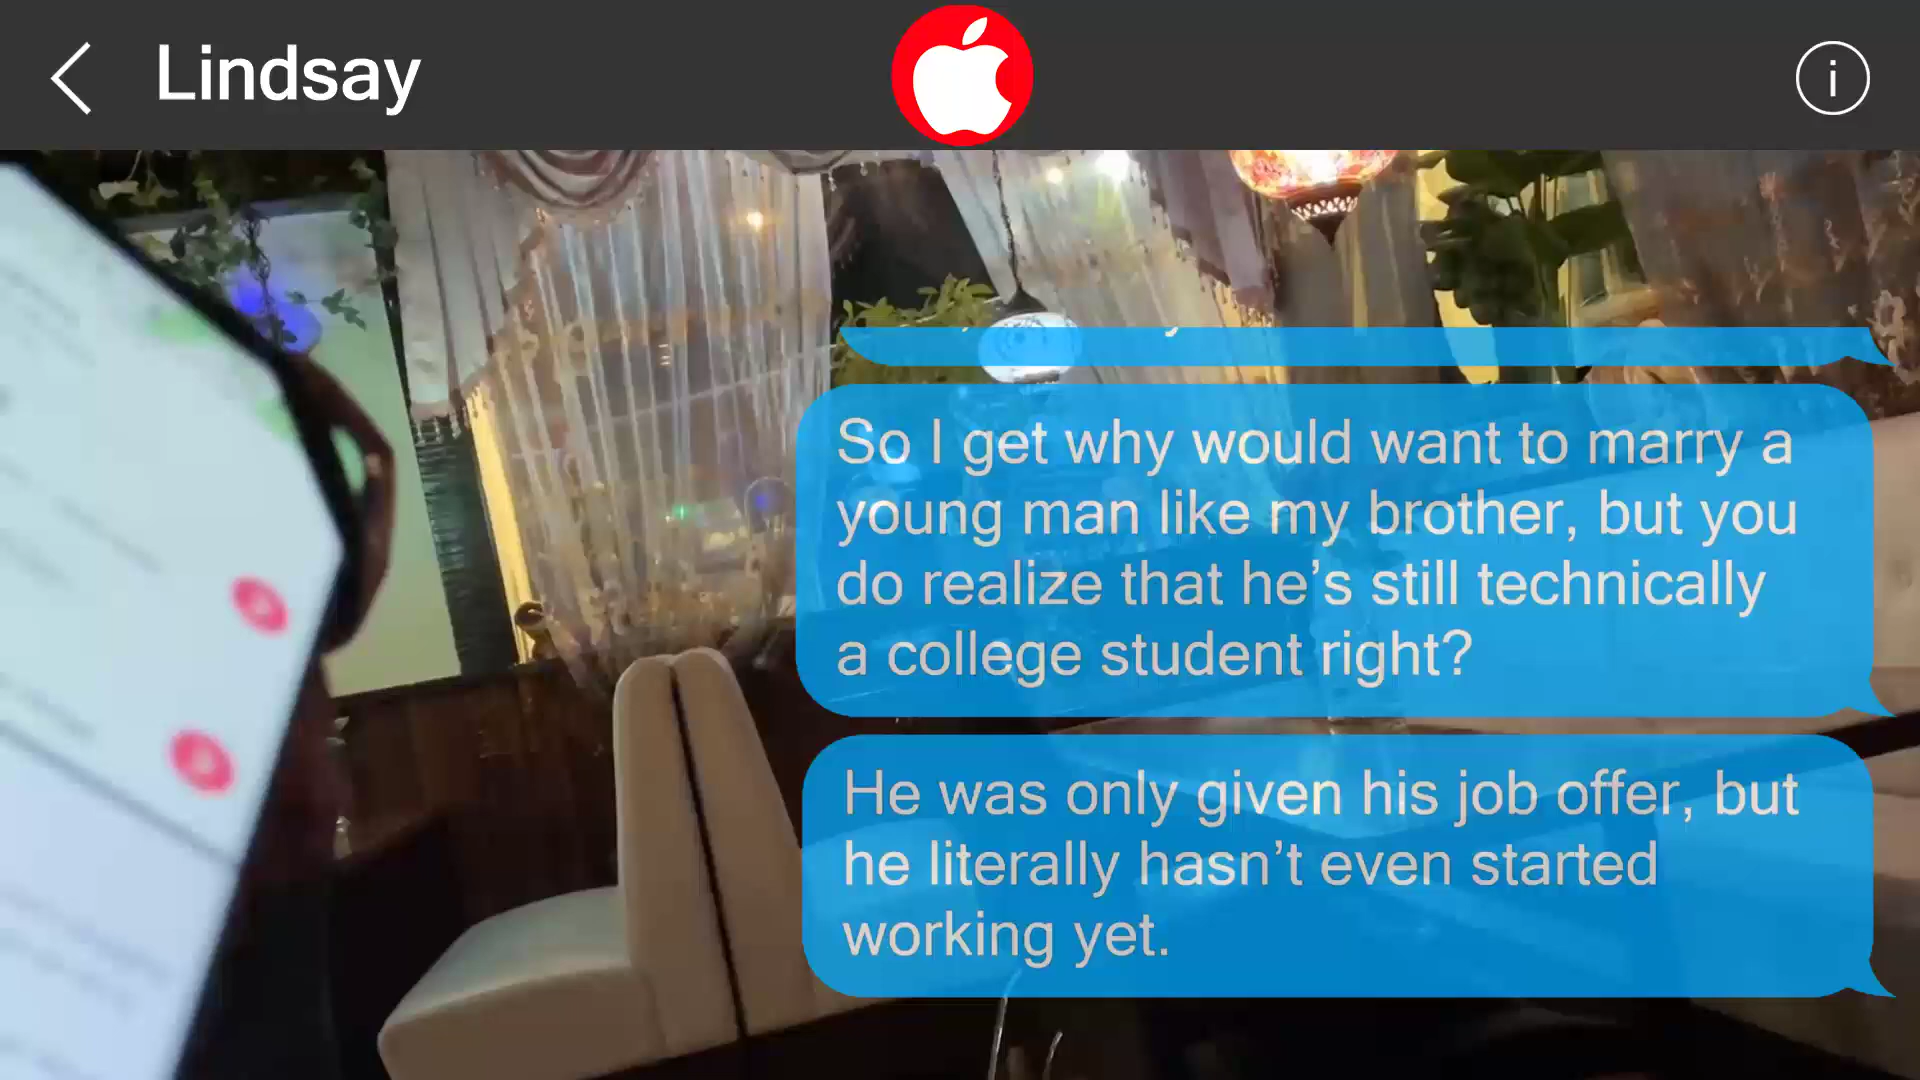 Lindsay
So I get why would want to marry a
young man like my brother, but you
do realize that he's still technically
a college student right?
He was only given his job offer, but
he literally hasn't even started
working yet.